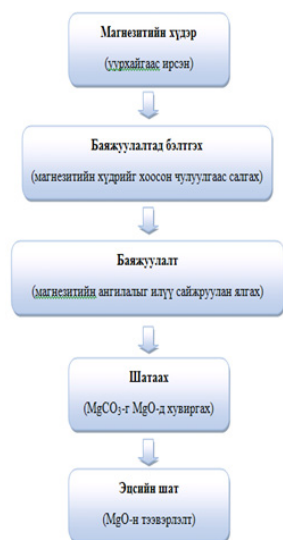 Магнезитийн хүдэр
(уурхайгаас ирсэн)
Баяжуулалтад бэлтгэх
(магнезитийн хүдрийг хоосон чулуулгаас салгах)
Баяжуулалт
(магнезитийн ангилалыг илүү сайжруулан ялгах)
Шатаах
(MgCO₃-г MgO-д хувиргах)
Эцсийн шат
(MgO-н тээвэрлэлт)